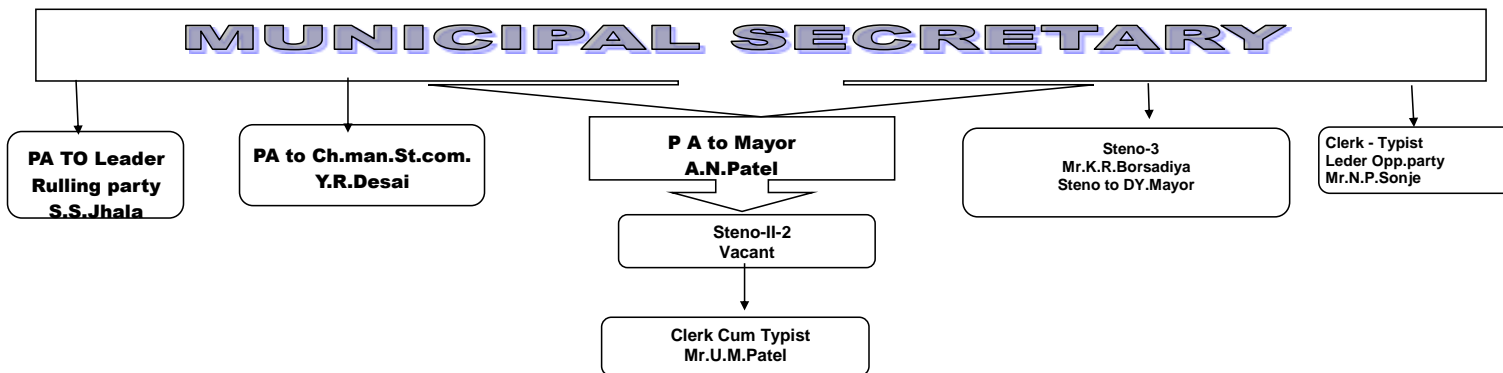 MUNICIPAL SECRETARY
PA TO Leader
Rulling party
S.S.Jhala
PA to Ch.man.St.com.
Y.R.Desai
P A to Mayor
A.N.Patel
Steno-3
Mr.K.R.Borsadiya
Steno to DY.Mayor
Clerk - Typist
Leder Opp.party
Mr.N.P.Sonje
Steno-II-2
Vacant
Clerk Cum Typist
Mr.U.M.Patel